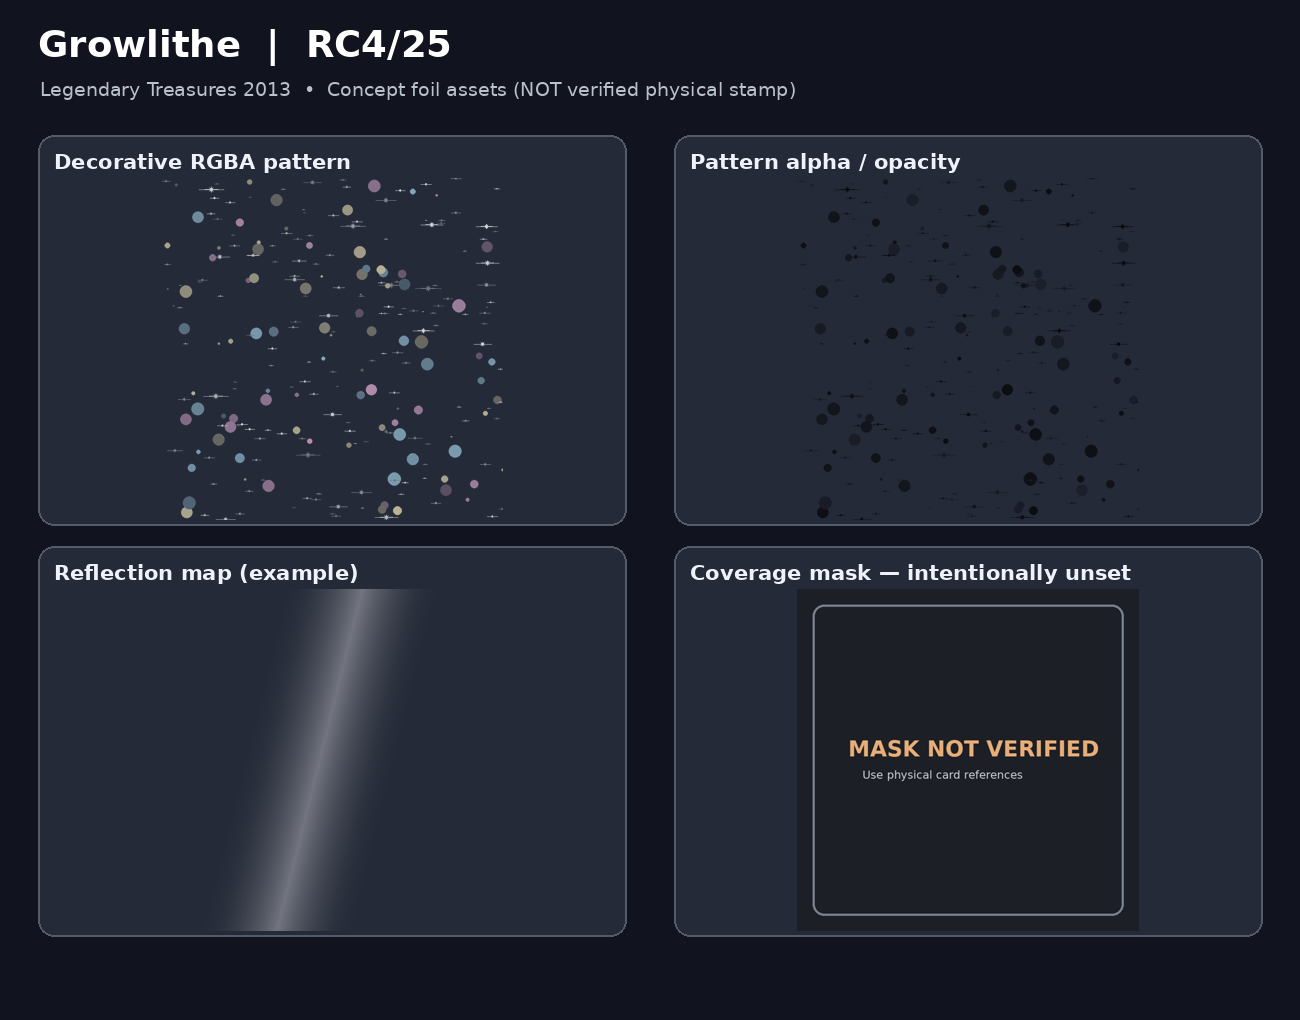 Growlithe | RC4/25
Legendary Treasures 2013 • Concept foil assets (NOT verified physical stamp)
Decorative RGBA pattern
Pattern alpha / opacity
Reflection map (example)
Coverage mask — intentionally unset
MASK NOT VERIFIED
Use physical card references